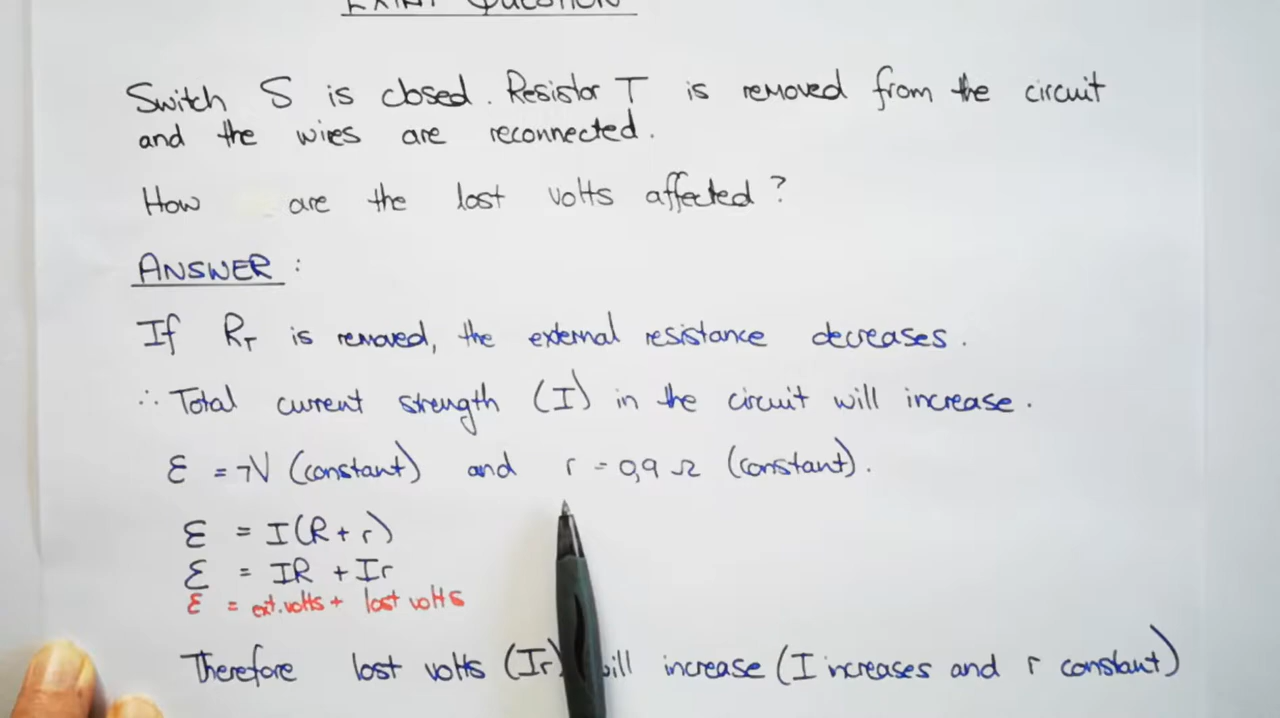 EXAM Question
Switch S is closed. Resistor T is removed from the circuit
and the wires are reconnected.
How are the lost volts affected?
ANSWER:
If R_T is removed, the external resistance decreases.
∴ Total current strength (I) in the circuit will increase.
ε = 7V (constant) and r = 0,9 Ω (constant).
ε = I(R + r)
ε = IR + Ir
ε = ext. volts + lost volts
Therefore lost volts (Ir) will increase (I increases and r constant)